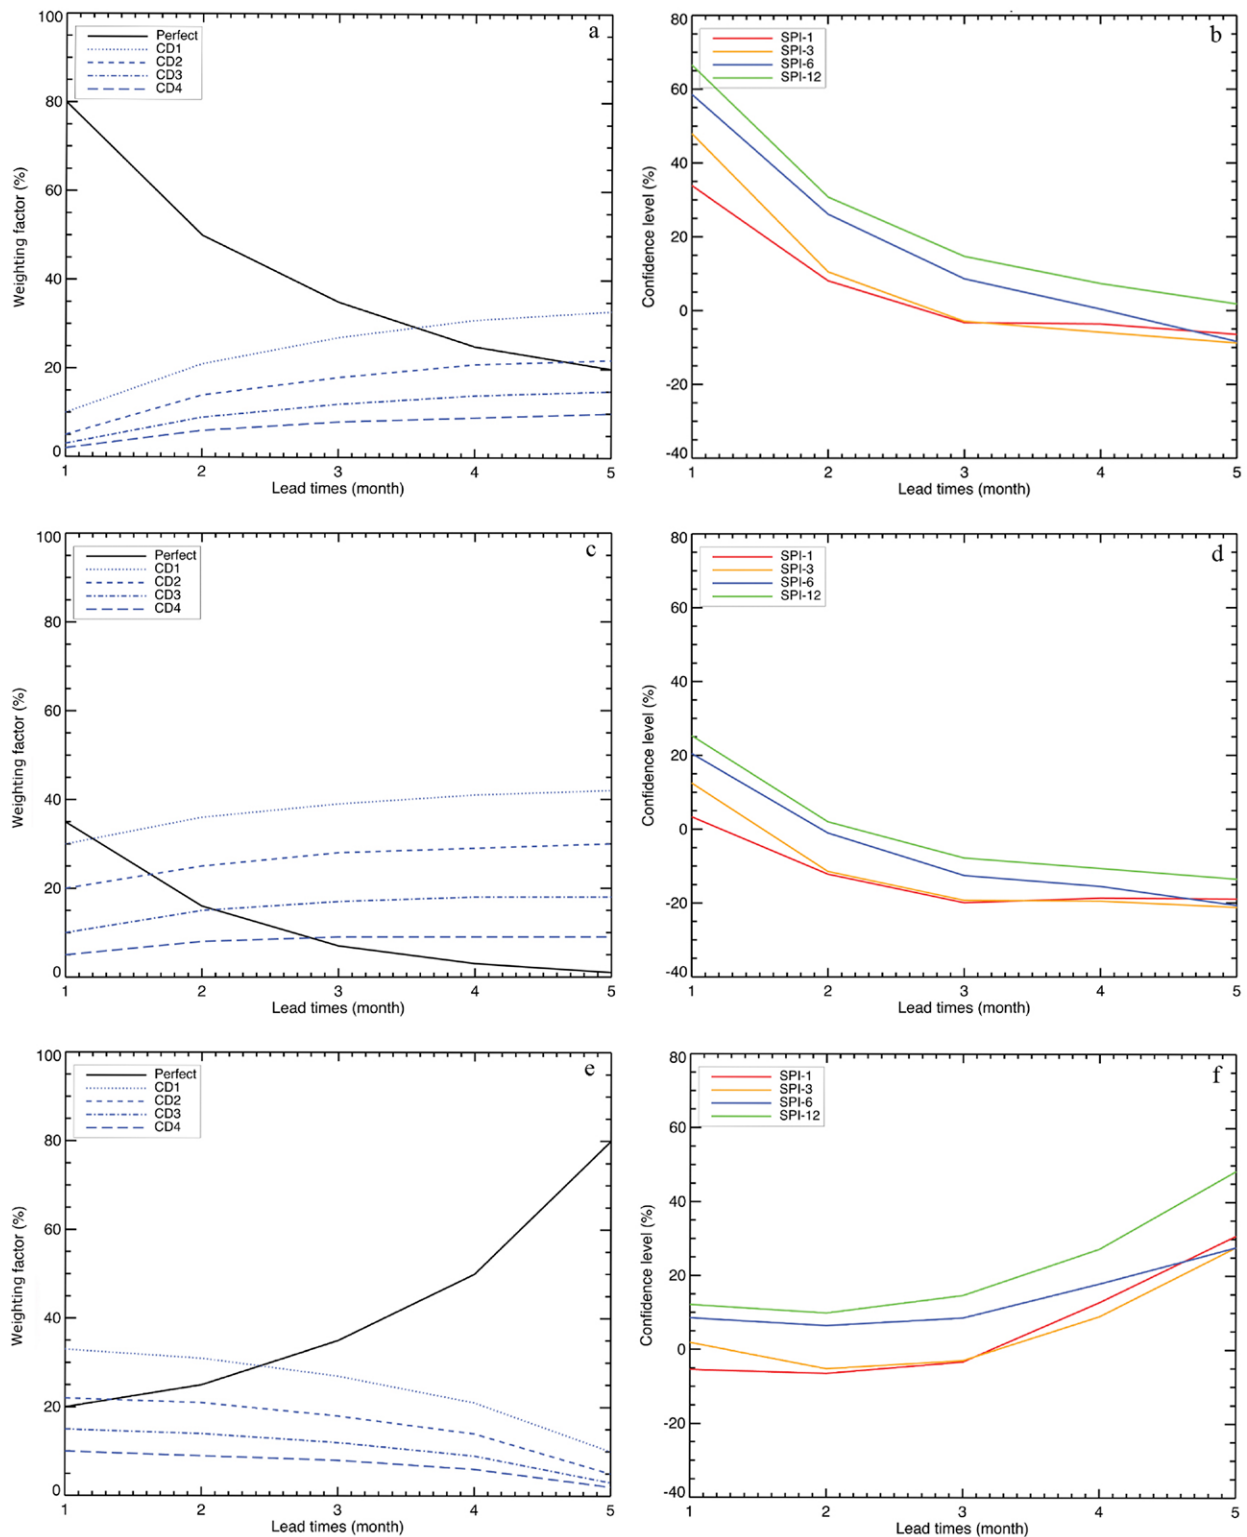 100
80
60
40
20
0
Weighting factor (%)
Perfect
CD1
CD2
CD3
CD4
a
1 2 3 4 5
Lead times (month)
80
60
40
20
0
-20
-40
Confidence level (%)
SPI-1
SPI-3
SPI-6
SPI-12
b
1 2 3 4 5
Lead times (month)
100
80
60
40
20
0
Weighting factor (%)
Perfect
CD1
CD2
CD3
CD4
c
1 2 3 4 5
Lead times (month)
80
60
40
20
0
-20
-40
Confidence level (%)
SPI-1
SPI-3
SPI-6
SPI-12
d
1 2 3 4 5
Lead times (month)
100
80
60
40
20
0
Weighting factor (%)
Perfect
CD1
CD2
CD3
CD4
e
1 2 3 4 5
Lead times (month)
80
60
40
20
0
-20
-40
Confidence level (%)
SPI-1
SPI-3
SPI-6
SPI-12
f
1 2 3 4 5
Lead times (month)